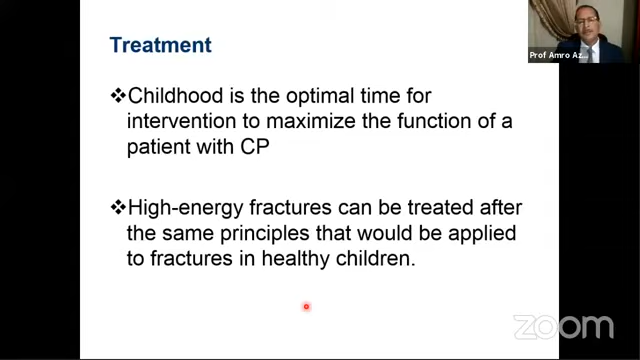 Treatment
❖Childhood is the optimal time for
intervention to maximize the function of a
patient with CP
❖High-energy fractures can be treated after
the same principles that would be applied
to fractures in healthy children.
Prof Amro Az...
zoom